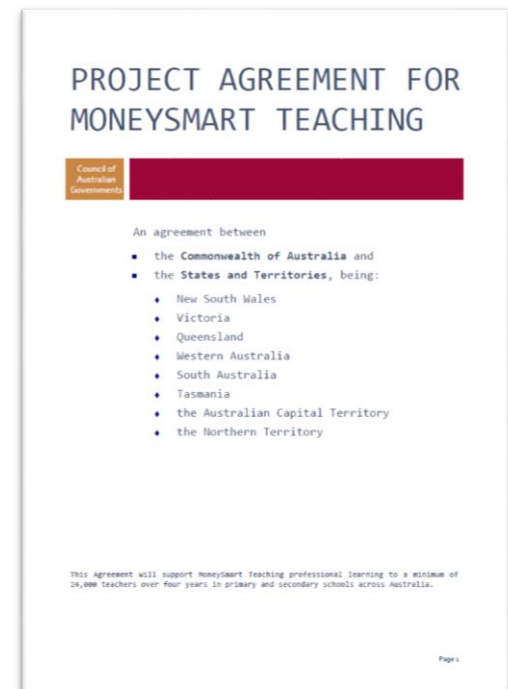 PROJECT AGREEMENT FOR
MONEYSMART TEACHING
Council of
Australian
Governments
An agreement between
▪ the Commonwealth of Australia and
▪ the States and Territories, being:
♦ New South Wales
♦ Victoria
♦ Queensland
♦ Western Australia
♦ South Australia
♦ Tasmania
♦ the Australian Capital Territory
♦ the Northern Territory
This Agreement will support MoneySmart Teaching professional learning to a minimum of
24,000 teachers over four years in primary and secondary schools across Australia.
Page 1